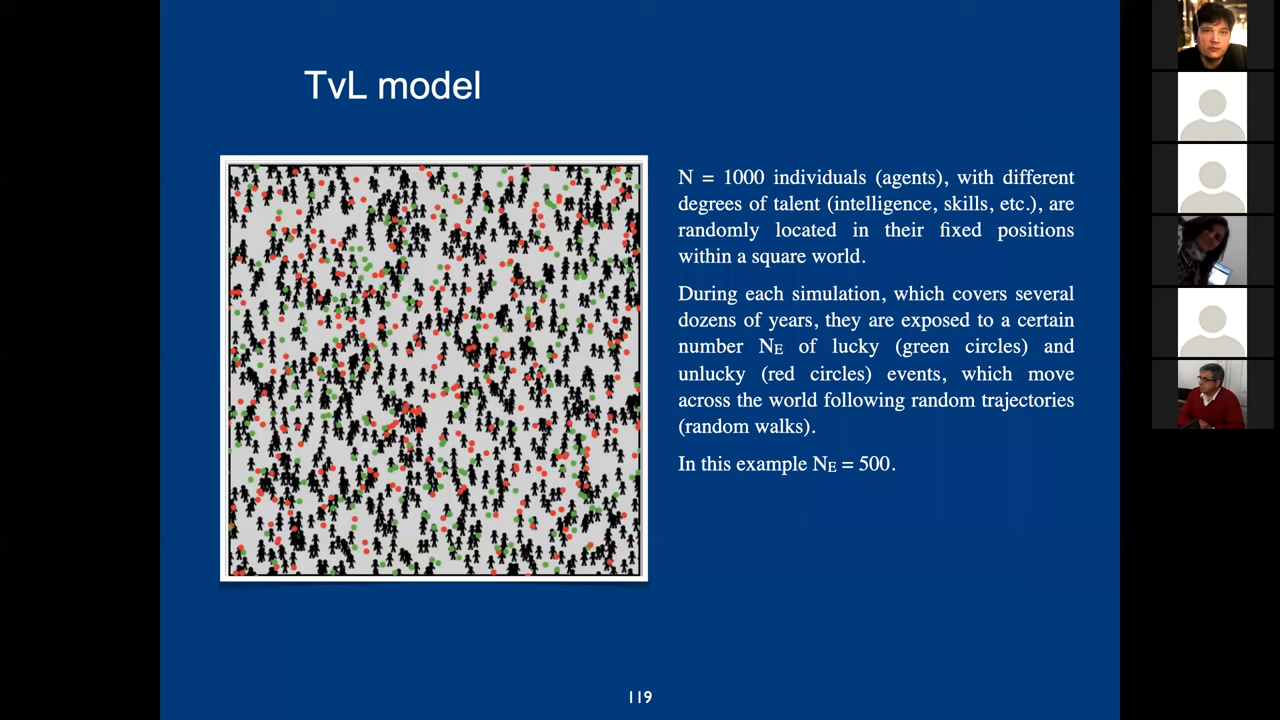 TvL model
N = 1000 individuals (agents), with different
degrees of talent (intelligence, skills, etc.), are
randomly located in their fixed positions
within a square world.
During each simulation, which covers several
dozens of years, they are exposed to a certain
number NE of lucky (green circles) and
unlucky (red circles) events, which move
across the world following random trajectories
(random walks).
In this example NE = 500.
119